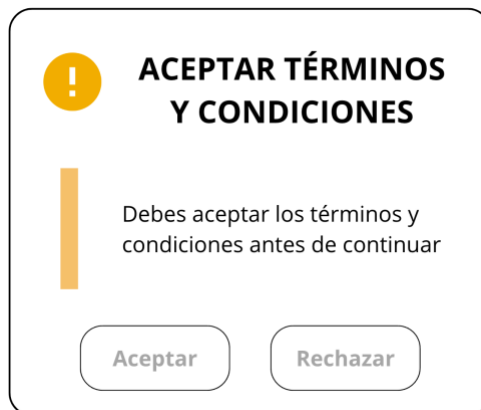 ACEPTAR TÉRMINOS
Y CONDICIONES
Debes aceptar los términos y
condiciones antes de continuar
Aceptar
Rechazar